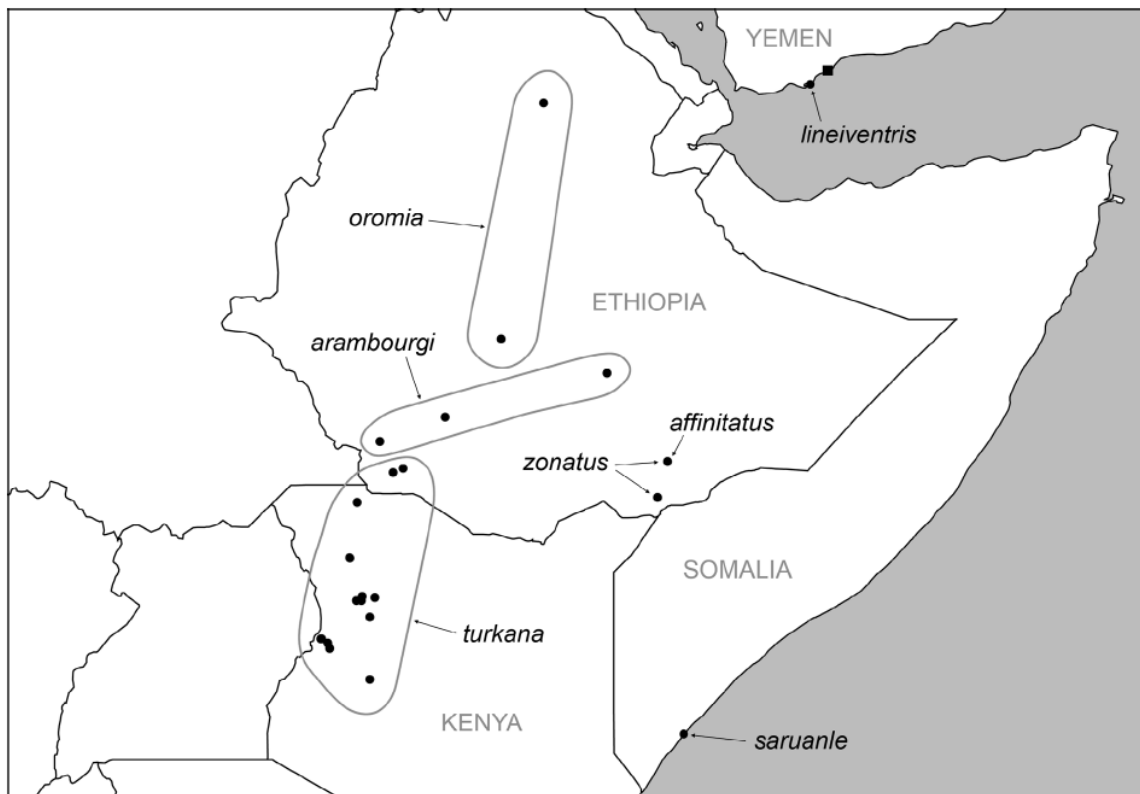 YEMEN
lineiventris
oromia
ETHIOPIA
arambourgi
affinitatus
zonatus
SOMALIA
turkana
KENYA
saruanle